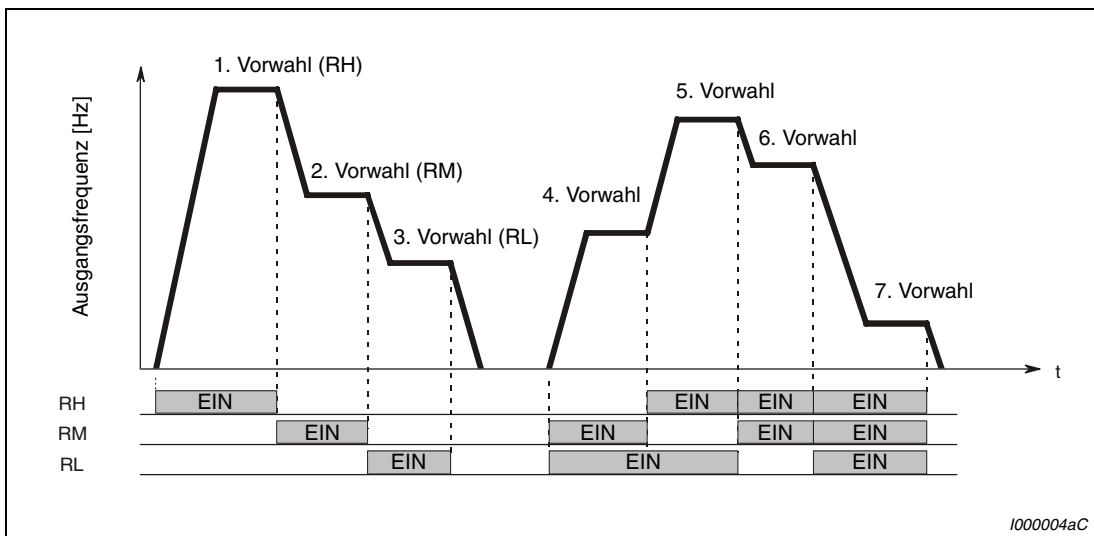 Ausgangsfrequenz [Hz]
1. Vorwahl (RH)
2. Vorwahl (RM)
3. Vorwahl (RL)
4. Vorwahl
5. Vorwahl
6. Vorwahl
7. Vorwahl
t
RH EIN EIN EIN EIN
RM EIN EIN EIN EIN
RL EIN EIN EIN
I000004aC